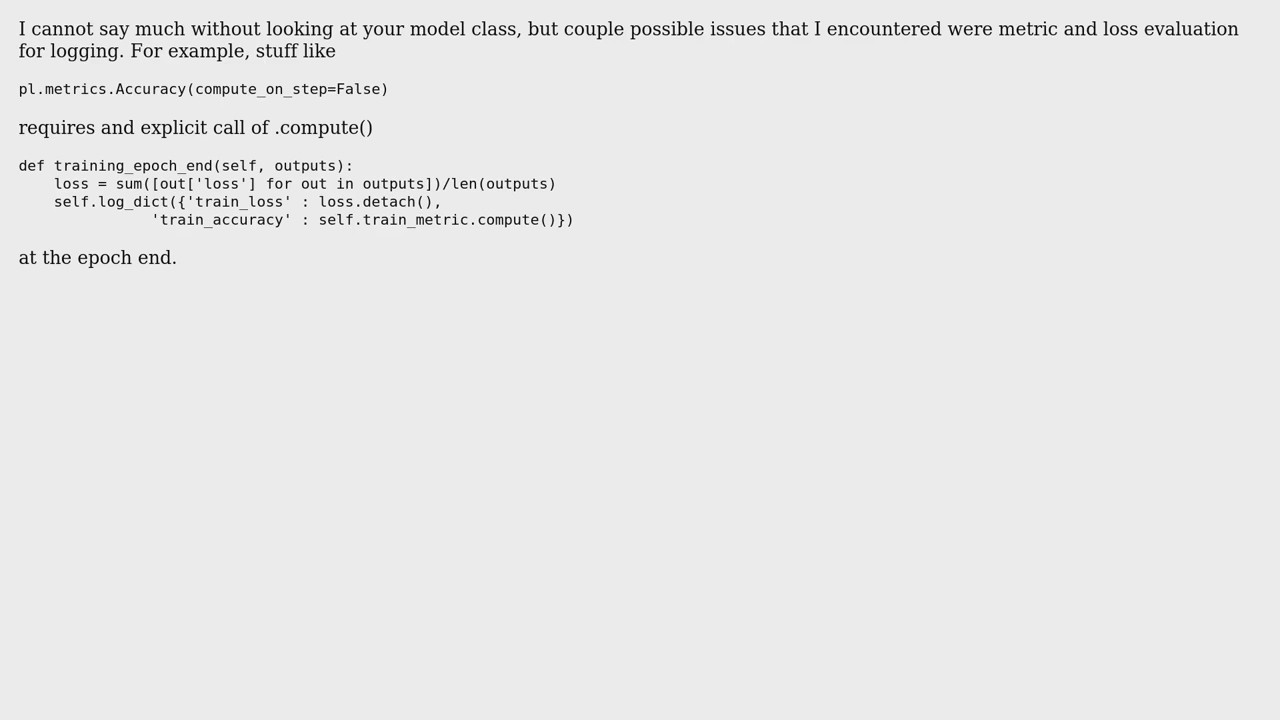 I cannot say much without looking at your model class, but couple possible issues that I encountered were metric and loss evaluation
for logging. For example, stuff like
pl.metrics.Accuracy(compute_on_step=False)
requires and explicit call of .compute()
def training_epoch_end(self, outputs):
    loss = sum([out['loss'] for out in outputs])/len(outputs)
    self.log_dict({'train_loss' : loss.detach(),
               'train_accuracy' : self.train_metric.compute()})
at the epoch end.